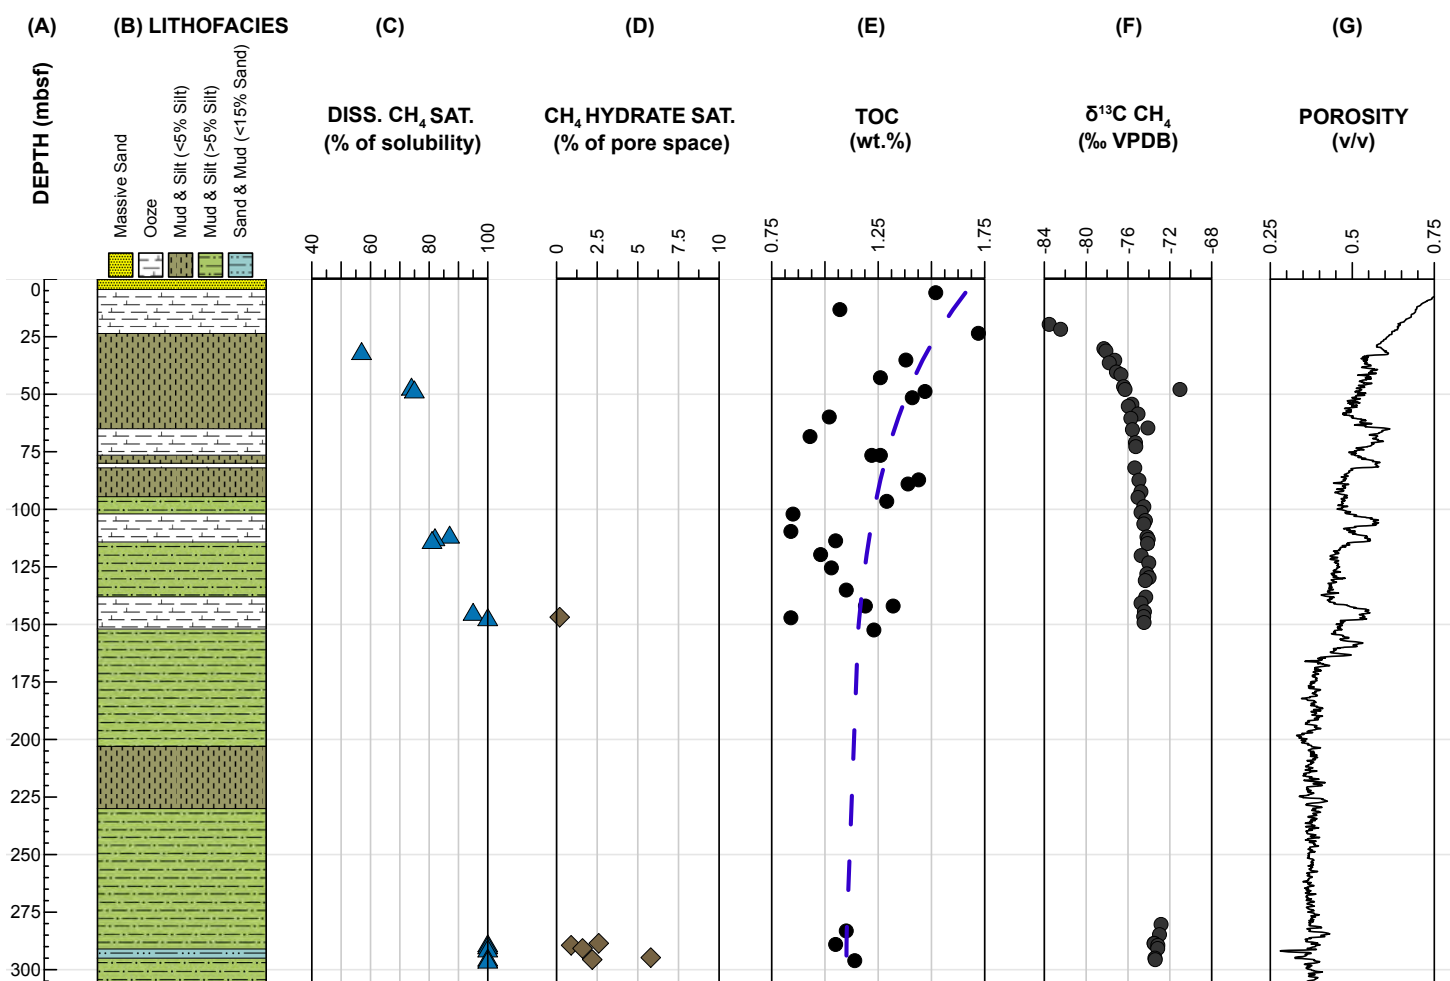 (A) (B) LITHOFACIES (C) (D) (E) (F) (G)
DEPTH (mbsf)
Massive Sand
Ooze
Mud & Silt (<5% Silt)
Mud & Silt (>5% Silt)
Sand & Mud (<15% Sand)
DISS. CH₄ SAT.
(% of solubility)
CH₄ HYDRATE SAT.
(% of pore space)
TOC
(wt.%)
δ¹³C CH₄
(‰ VPDB)
POROSITY
(v/v)
40 60 80 100
0 2.5 5 7.5 10
0.75 1.25 1.75
-84 -80 -76 -72 -68
0.25 0.5 0.75
0
25
50
75
100
125
150
175
200
225
250
275
300